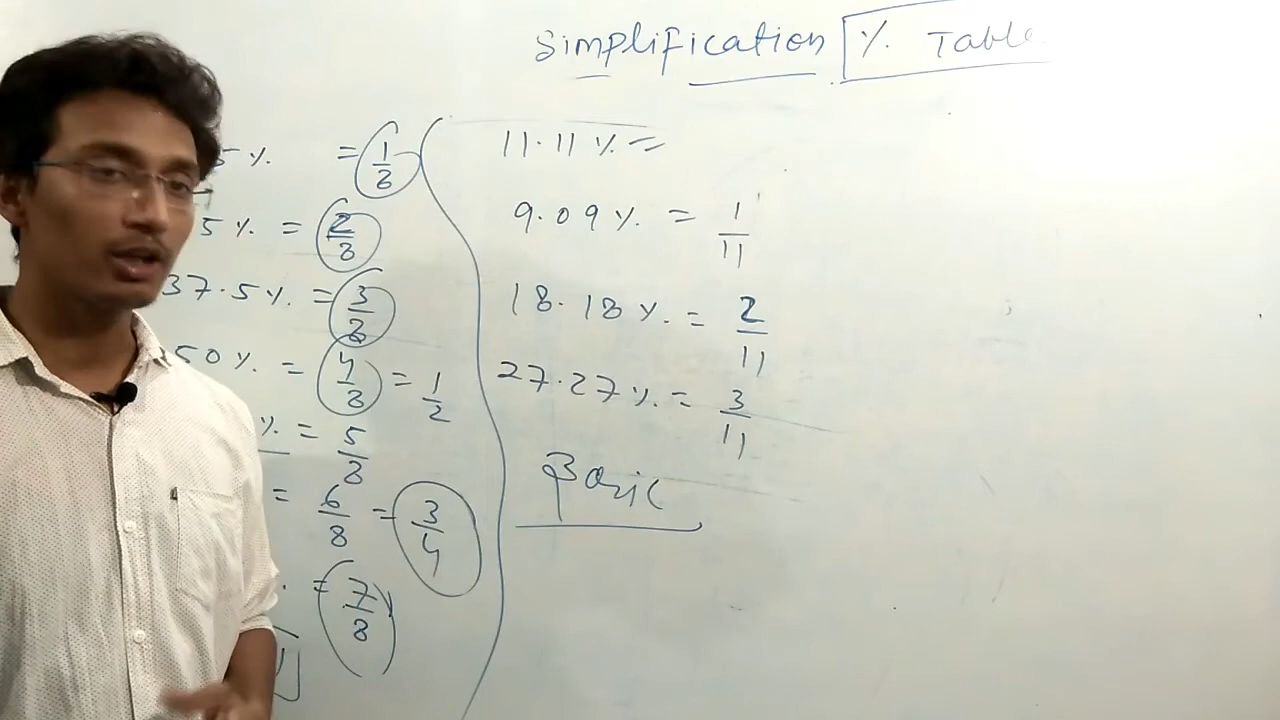 Simplification % Table
5 % = 1/8
5 % = 2/8
37.5 % = 3/8
50 % = 4/8 = 1/2
% = 5/8
= 6/8 = 3/4
= 7/8
11.11 % =
9.09 % = 1/11
18.18 % = 2/11
27.27 % = 3/11
Basic